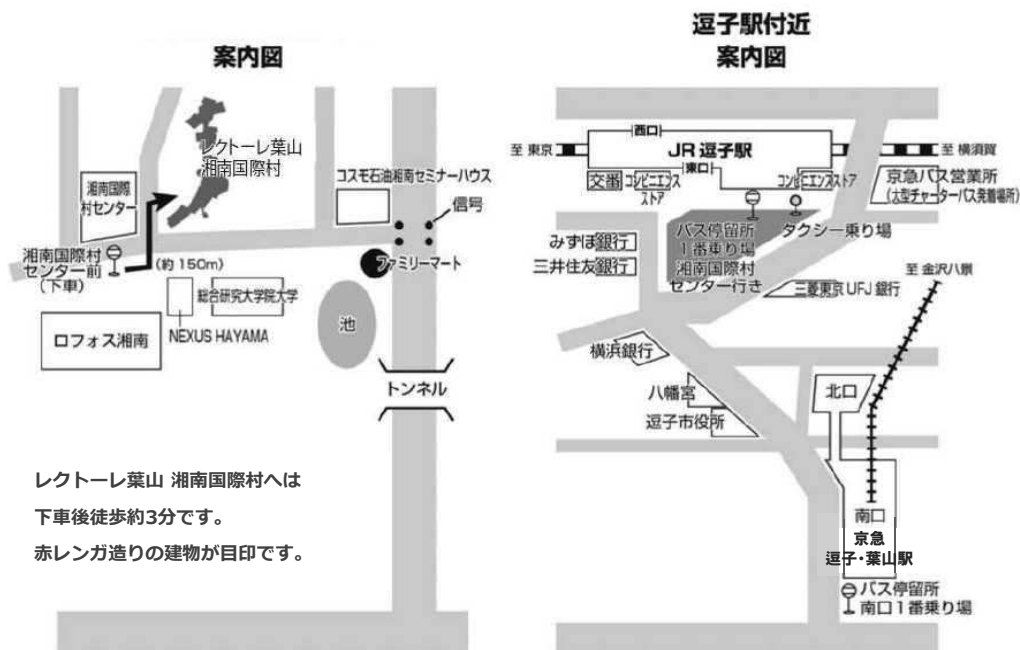 案内図
レクトーレ葉山
湘南国際村
湘南国際
村センター
コスモ石油湘南セミナーハウス
信号
湘南国際村
センター前
(下車)
(約 150m)
ファミリーマート
総合研究大学院大学
NEXUS HAYAMA
ロフォス湘南
池
トンネル
レクトーレ葉山 湘南国際村へは
下車後徒歩約3分です。
赤レンガ造りの建物が目印です。
逗子駅付近
案内図
西口
至 東京
JR 逗子駅
至 横須賀
東口
交番
コンビニエンス
ストア
コンビニエンスストア
京急バス営業所
(大型チャーターバス発着場所)
バス停留所
1番乗り場
湘南国際村
センター行き
タクシー乗り場
みずほ銀行
三井住友銀行
至 金沢八景
三菱東京UFJ銀行
横浜銀行
八幡宮
逗子市役所
北口
南口
京急
逗子・葉山駅
バス停留所
南口1番乗り場